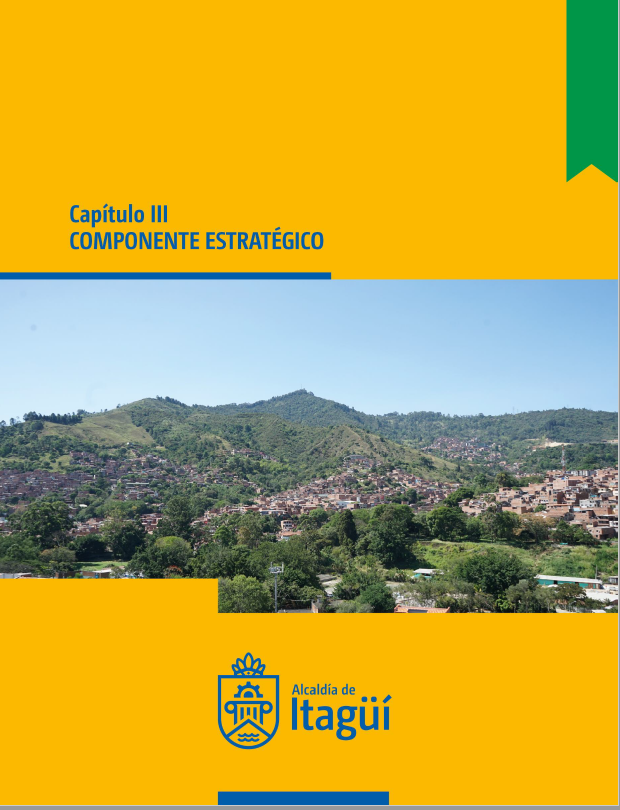 Capítulo III
COMPONENTE ESTRATÉGICO
Alcaldía de
Itagüí